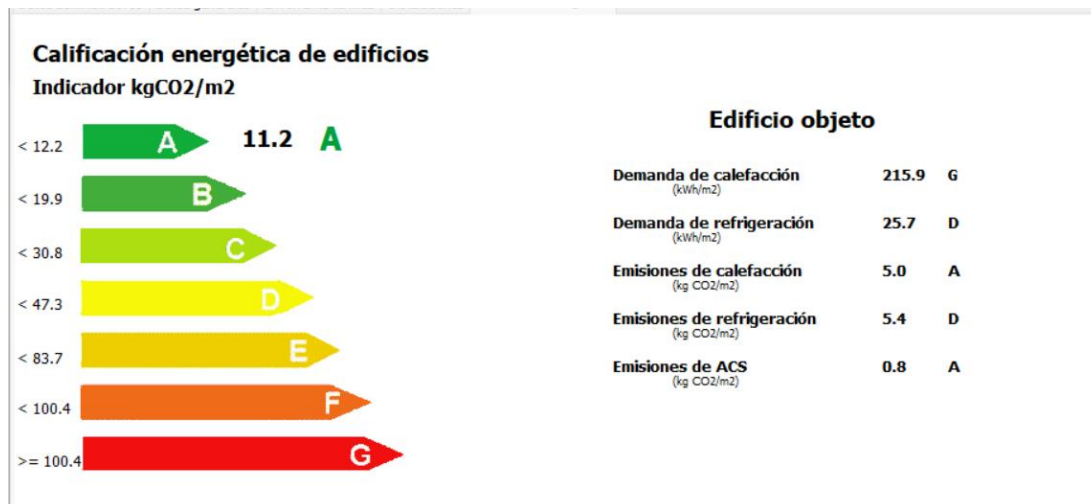 Calificación energética de edificios
Indicador kgCO2/m2
< 12.2 A 11.2 A
< 19.9 B
< 30.8 C
< 47.3 D
< 83.7 E
< 100.4 F
>= 100.4 G
Edificio objeto
Demanda de calefacción 215.9 G
(kWh/m2)
Demanda de refrigeración 25.7 D
(kWh/m2)
Emisiones de calefacción 5.0 A
(kg CO2/m2)
Emisiones de refrigeración 5.4 D
(kg CO2/m2)
Emisiones de ACS 0.8 A
(kg CO2/m2)